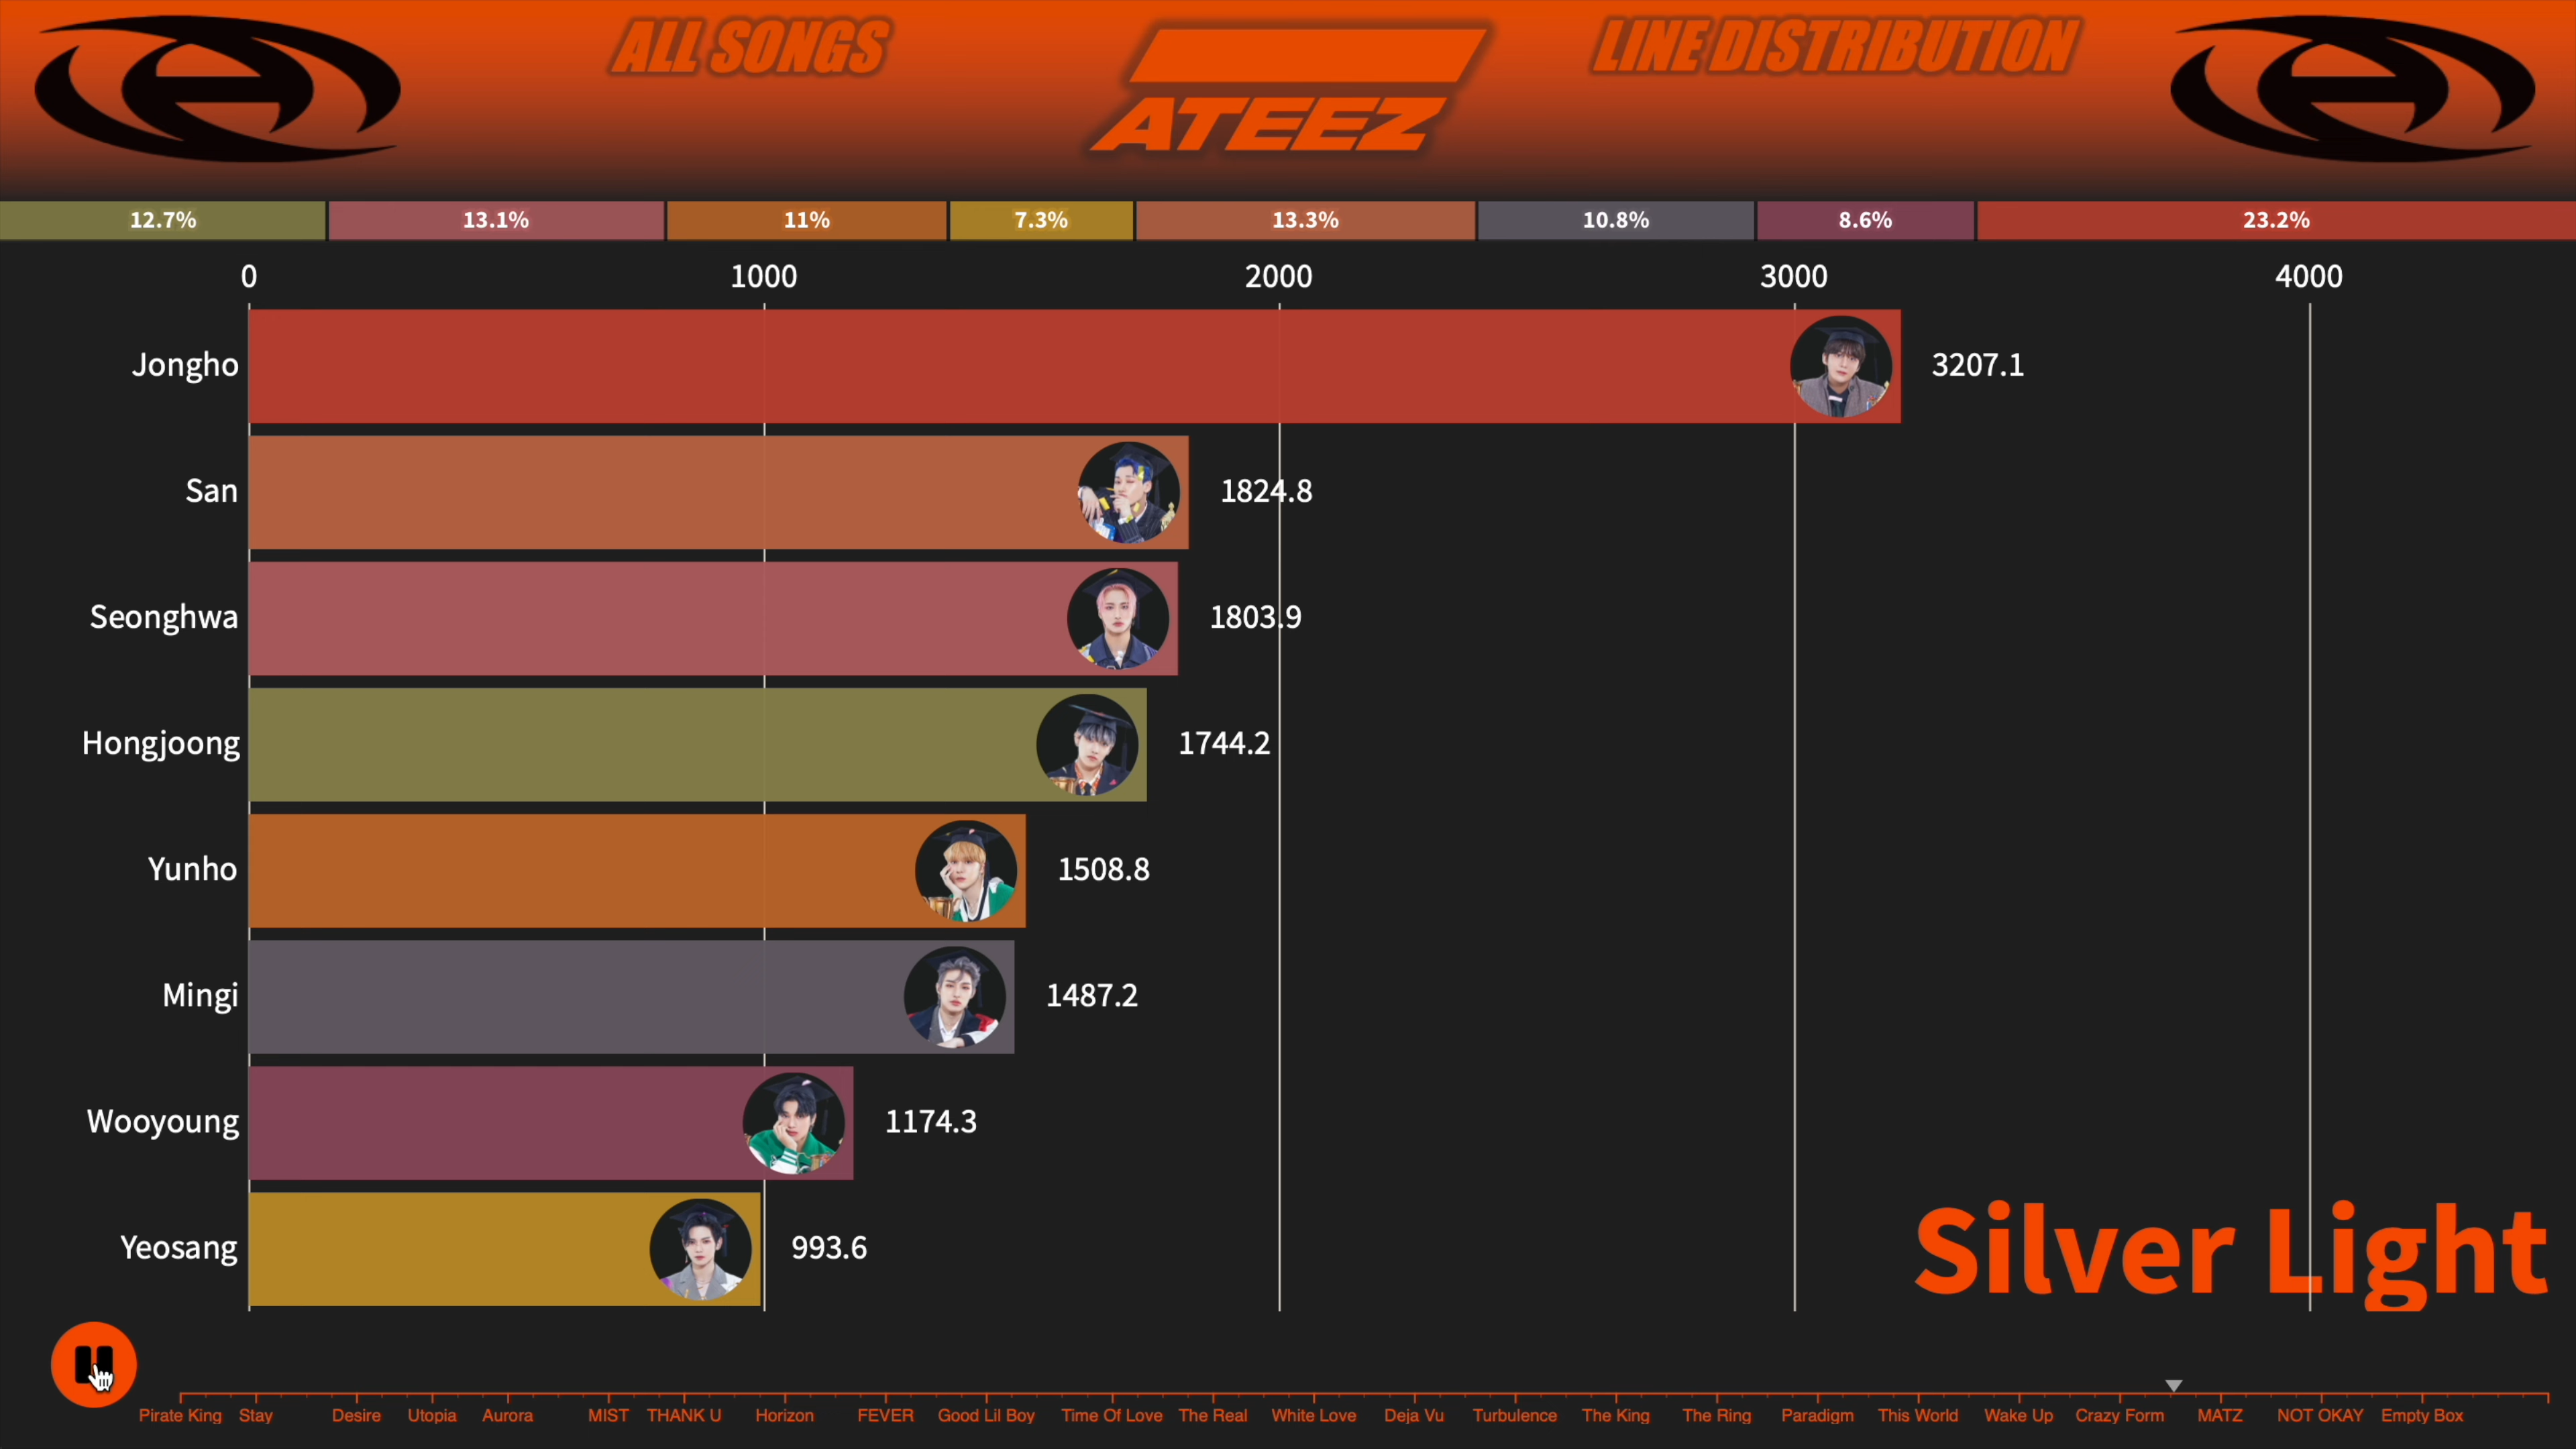 ALL SONGS
ATEEZ
LINE DISTRIBUTION
12.7% 13.1% 11% 7.3% 13.3% 10.8% 8.6% 23.2%
0 1000 2000 3000 4000
Jongho 3207.1
San 1824.8
Seonghwa 1803.9
Hongjoong 1744.2
Yunho 1508.8
Mingi 1487.2
Wooyoung 1174.3
Yeosang 993.6
Silver Light
Pirate King Stay Desire Utopia Aurora MIST THANK U Horizon FEVER Good Lil Boy Time Of Love The Real White Love Deja Vu Turbulence The King The Ring Paradigm This World Wake Up Crazy Form MATZ NOT OKAY Empty Box